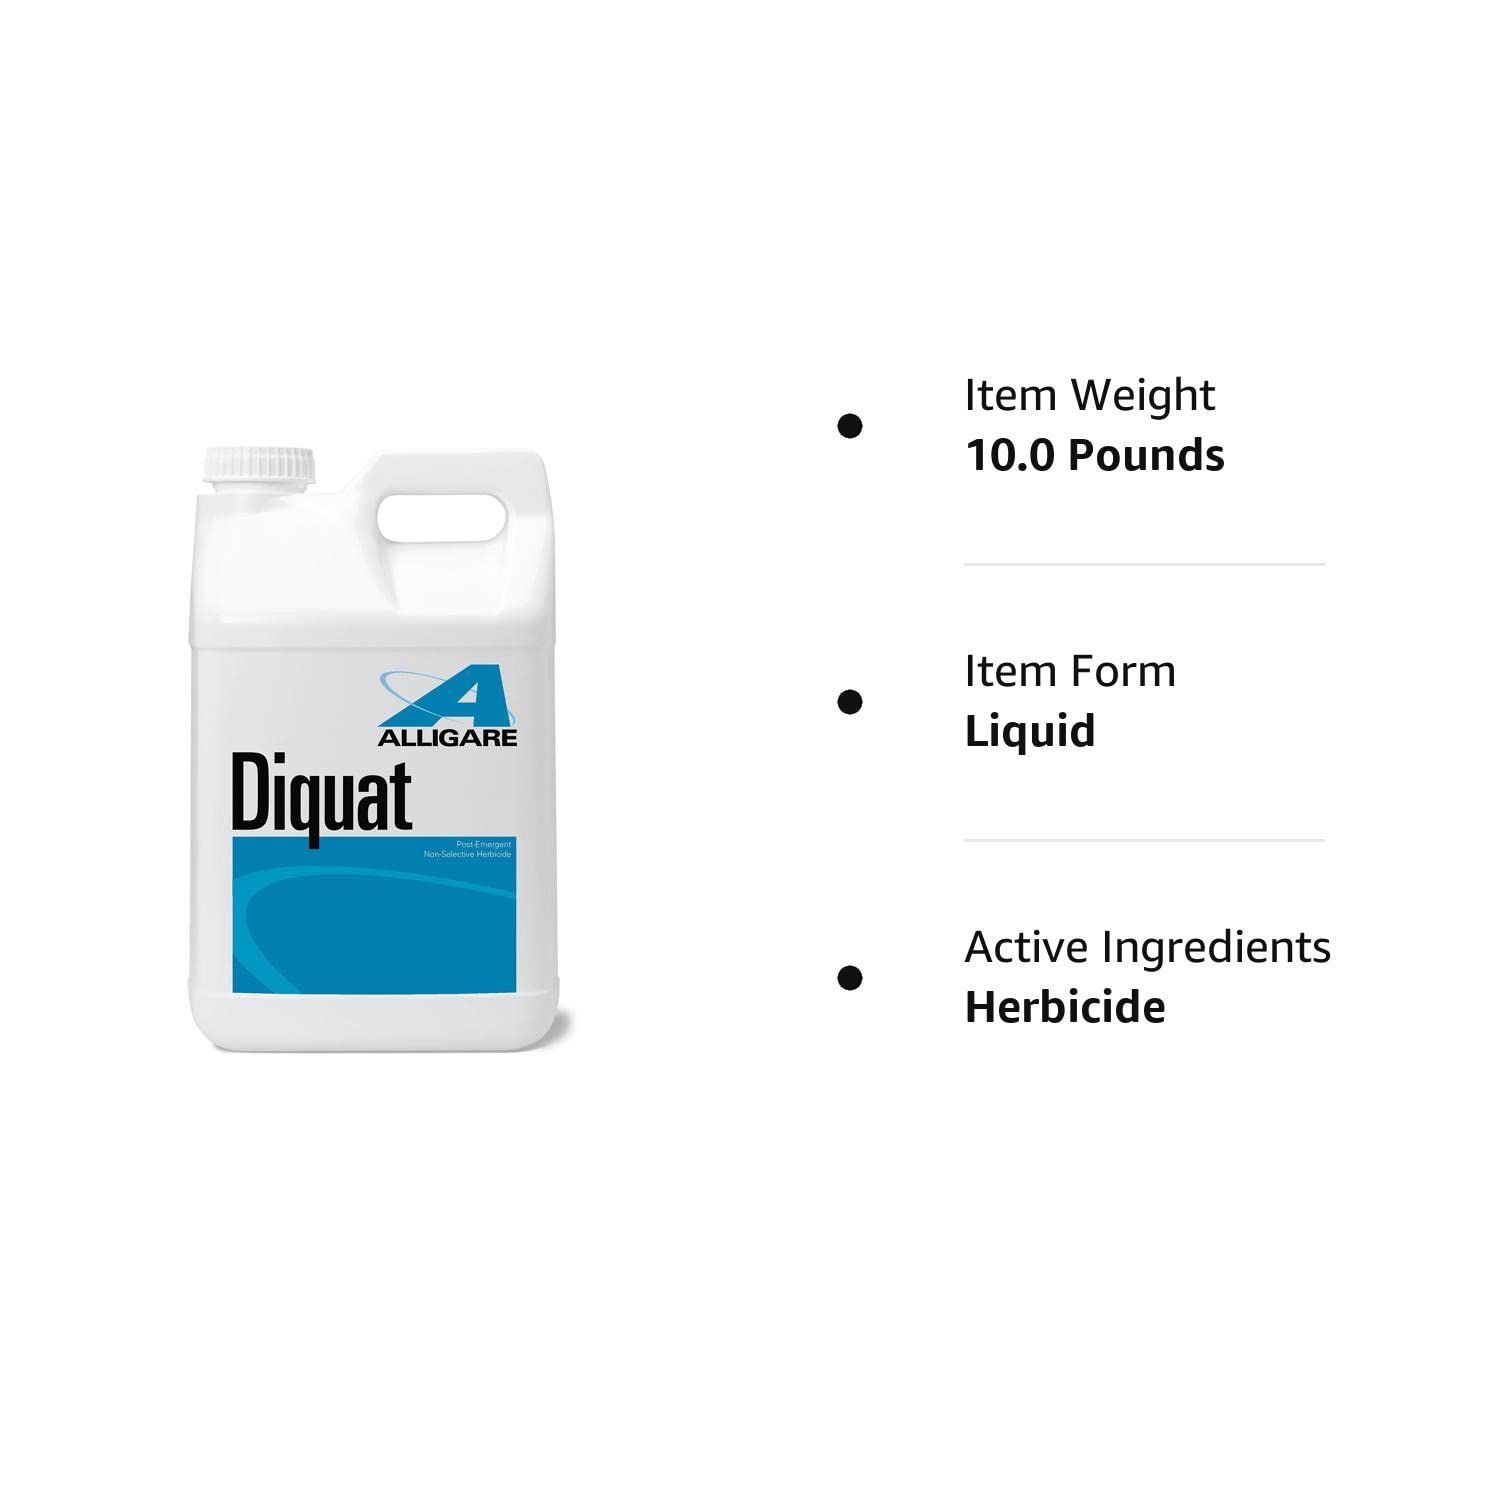 ALLIGARE
Diquat
Post-Emergent
Non-Selective Herbicide
Item Weight
10.0 Pounds
Item Form
Liquid
Active Ingredients
Herbicide